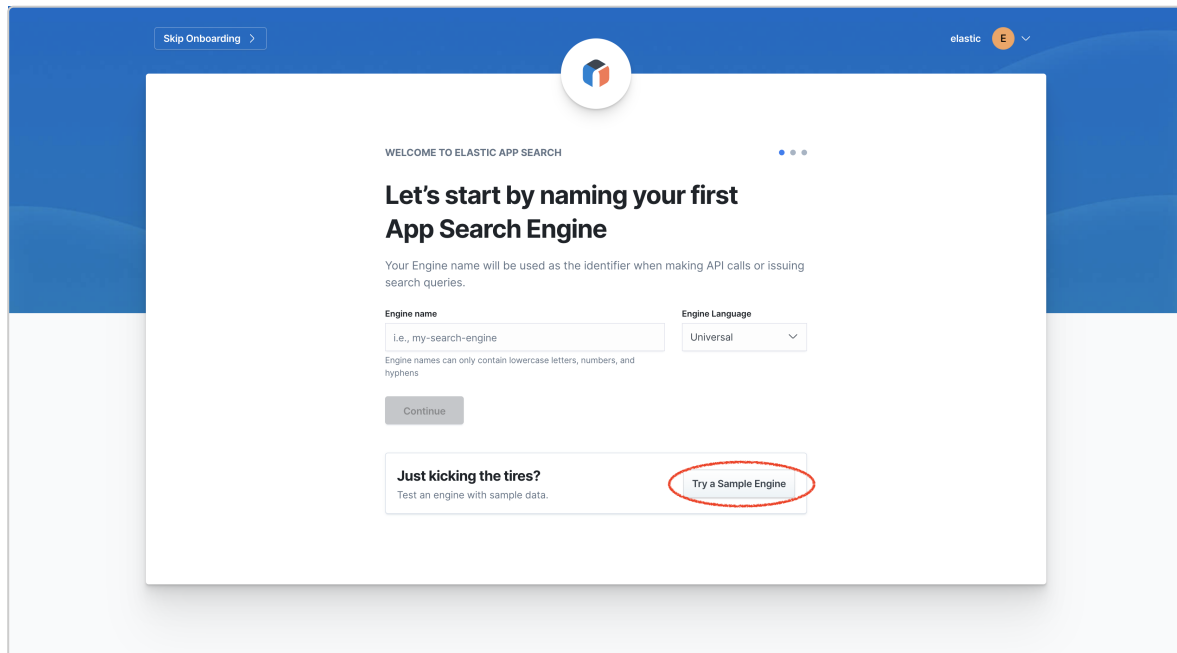 Skip Onboarding
elastic
E
WELCOME TO ELASTIC APP SEARCH
Let’s start by naming your first
App Search Engine
Your Engine name will be used as the identifier when making API calls or issuing
search queries.
Engine name
Engine Language
i.e., my-search-engine
Universal
Engine names can only contain lowercase letters, numbers, and
hyphens
Continue
Just kicking the tires?
Try a Sample Engine
Test an engine with sample data.